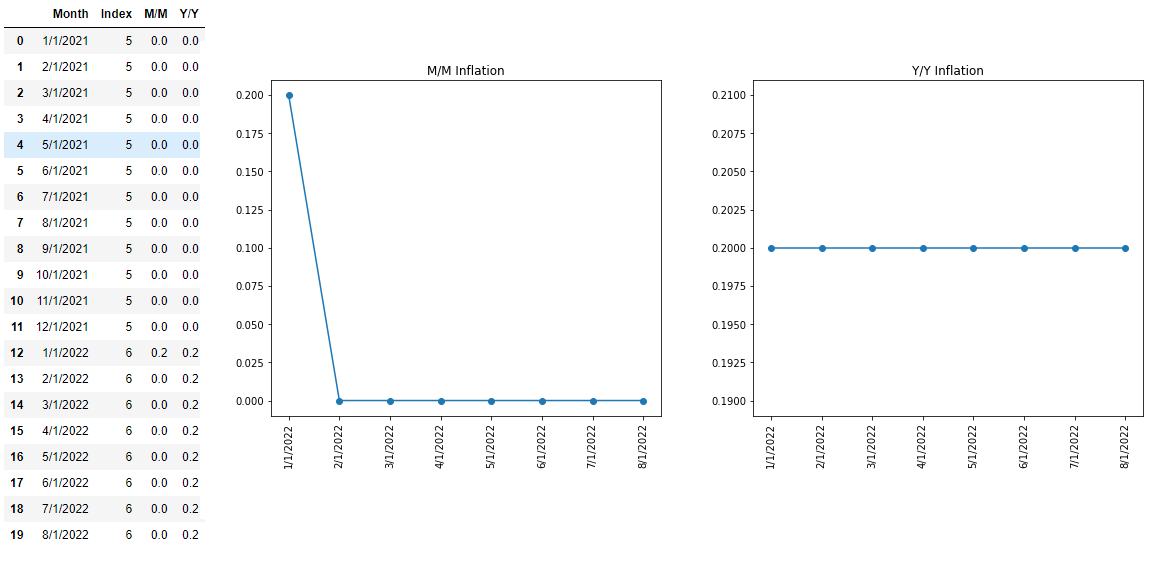 Month Index M/M Y/Y
0 1/1/2021 5 0.0 0.0
1 2/1/2021 5 0.0 0.0
2 3/1/2021 5 0.0 0.0
3 4/1/2021 5 0.0 0.0
4 5/1/2021 5 0.0 0.0
5 6/1/2021 5 0.0 0.0
6 7/1/2021 5 0.0 0.0
7 8/1/2021 5 0.0 0.0
8 9/1/2021 5 0.0 0.0
9 10/1/2021 5 0.0 0.0
10 11/1/2021 5 0.0 0.0
11 12/1/2021 5 0.0 0.0
12 1/1/2022 6 0.2 0.2
13 2/1/2022 6 0.0 0.2
14 3/1/2022 6 0.0 0.2
15 4/1/2022 6 0.0 0.2
16 5/1/2022 6 0.0 0.2
17 6/1/2022 6 0.0 0.2
18 7/1/2022 6 0.0 0.2
19 8/1/2022 6 0.0 0.2
M/M Inflation
0.200
0.175
0.150
0.125
0.100
0.075
0.050
0.025
0.000
1/1/2022
2/1/2022
3/1/2022
4/1/2022
5/1/2022
6/1/2022
7/1/2022
8/1/2022
Y/Y Inflation
0.2100
0.2075
0.2050
0.2025
0.2000
0.1975
0.1950
0.1925
0.1900
1/1/2022
2/1/2022
3/1/2022
4/1/2022
5/1/2022
6/1/2022
7/1/2022
8/1/2022